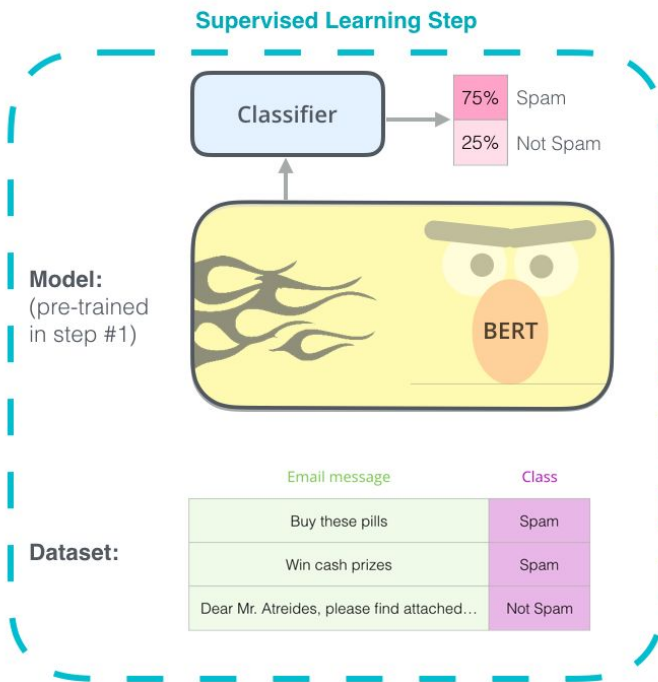 Supervised Learning Step
Classifier
75% Spam
25% Not Spam
Model:
(pre-trained
in step #1)
BERT
Email message Class
Buy these pills Spam
Win cash prizes Spam
Dataset:
Dear Mr. Atreides, please find attached… Not Spam